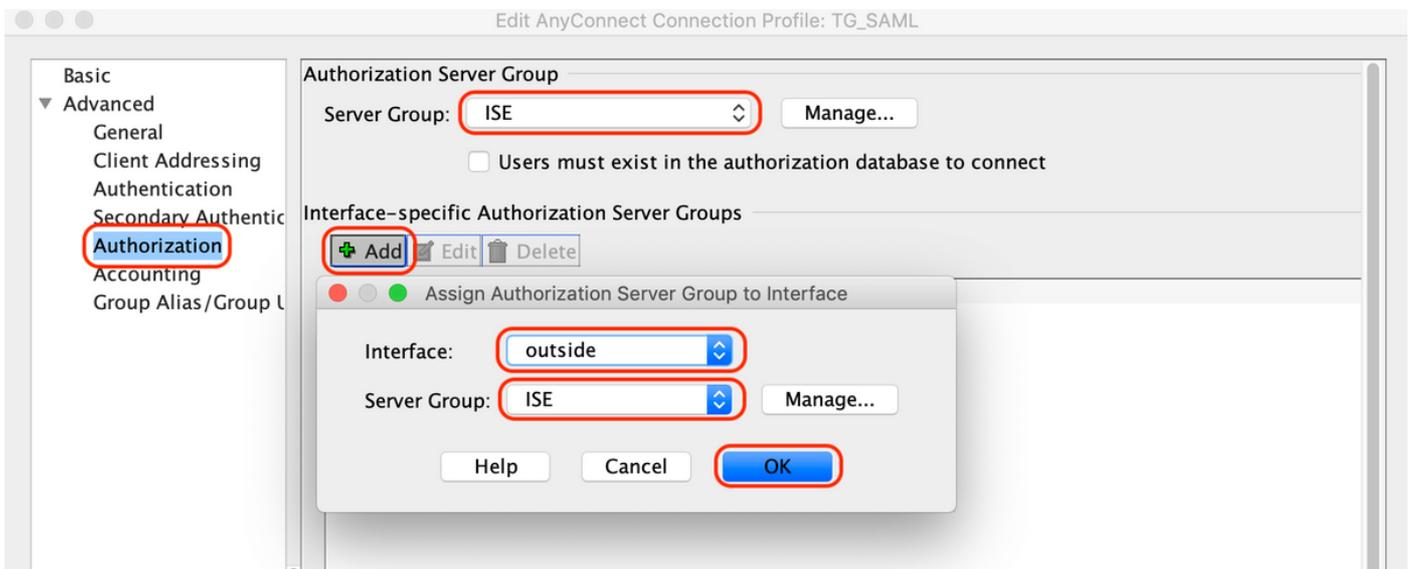 Edit AnyConnect Connection Profile: TG_SAML
Basic
Advanced
General
Client Addressing
Authentication
Secondary Authentic
Authorization
Accounting
Group Alias/Group U
Authorization Server Group
Server Group: ISE Manage...
Users must exist in the authorization database to connect
Interface-specific Authorization Server Groups
Add Edit Delete
Assign Authorization Server Group to Interface
Interface: outside
Server Group: ISE Manage...
Help Cancel OK